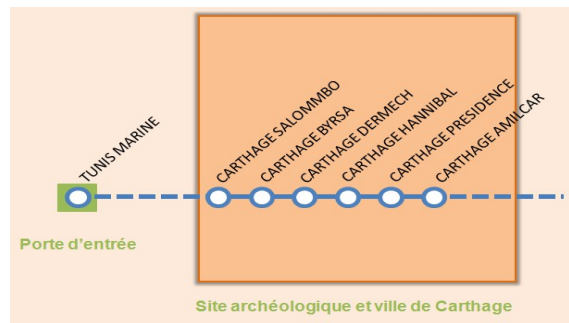 TUNIS MARINE
CARTHAGE SALOMMBO
CARTHAGE BYRSA
CARTHAGE DERMECH
CARTHAGE HANNIBAL
CARTHAGE PRESIDENCE
CARTHAGE AMILCAR
Porte d'entrée
Site archéologique et ville de Carthage